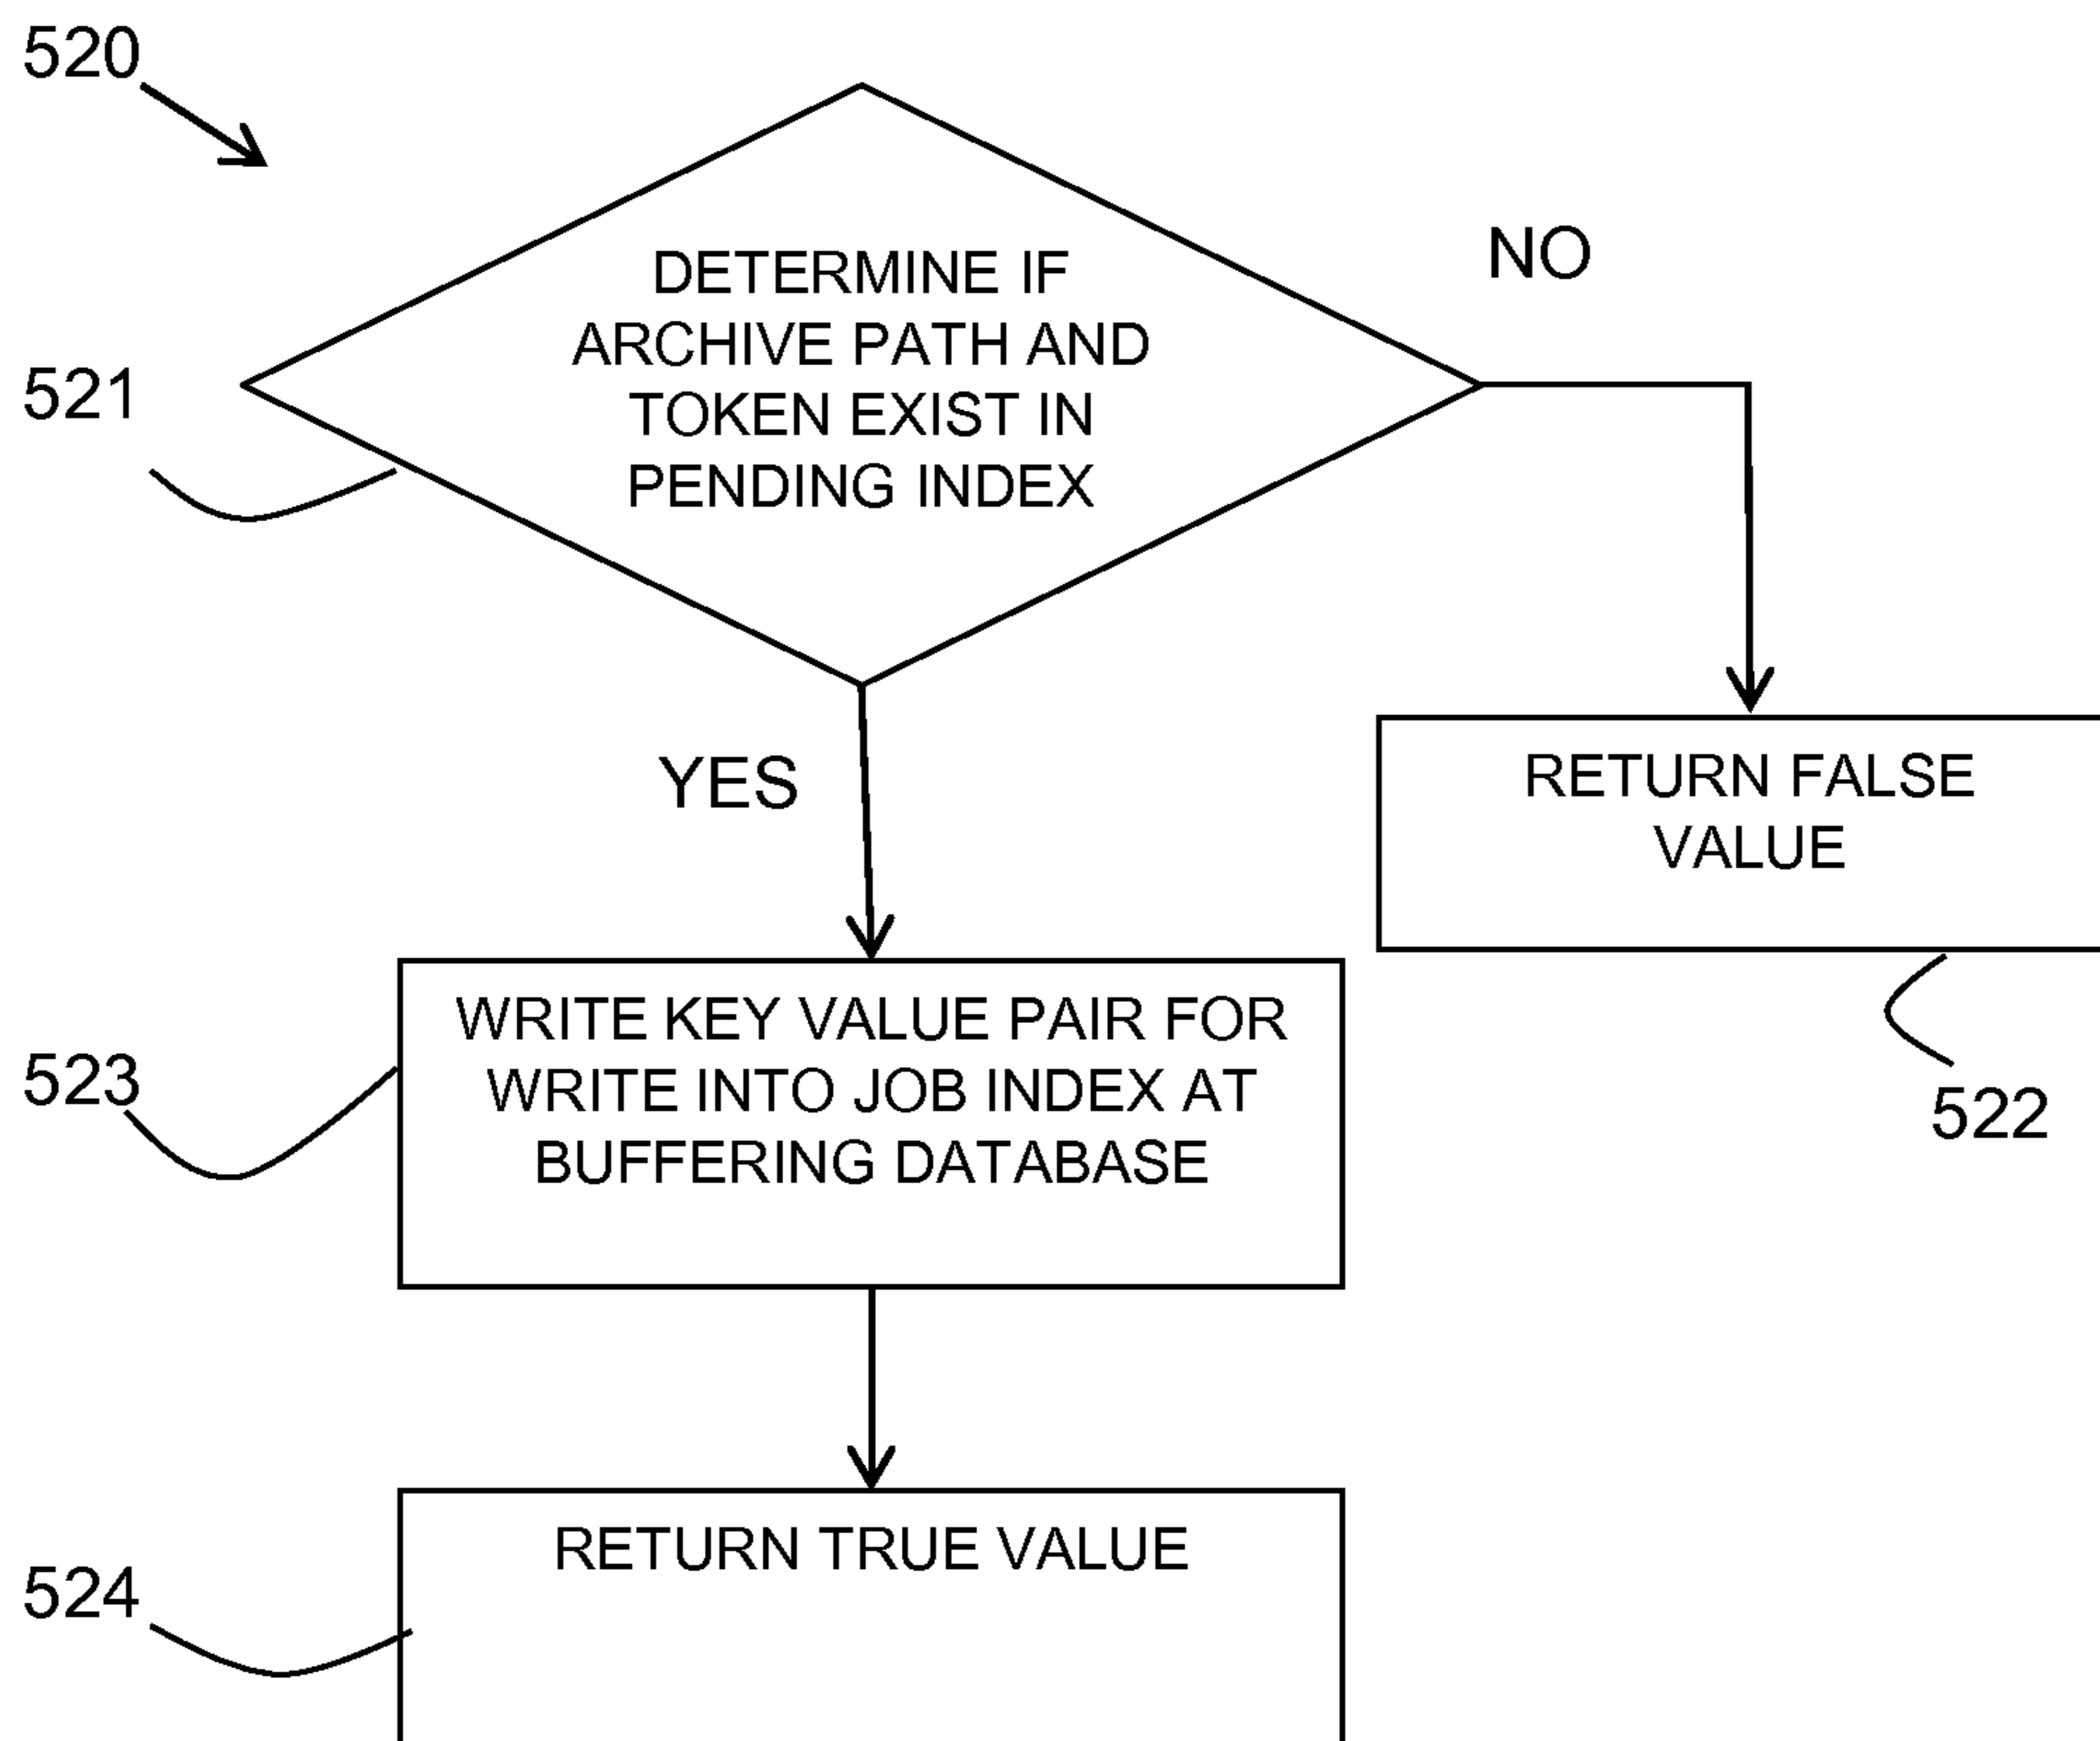 520
DETERMINE IF
ARCHIVE PATH AND
TOKEN EXIST IN
PENDING INDEX
NO
521
YES
RETURN FALSE
VALUE
522
WRITE KEY VALUE PAIR FOR
WRITE INTO JOB INDEX AT
BUFFERING DATABASE
523
RETURN TRUE VALUE
524